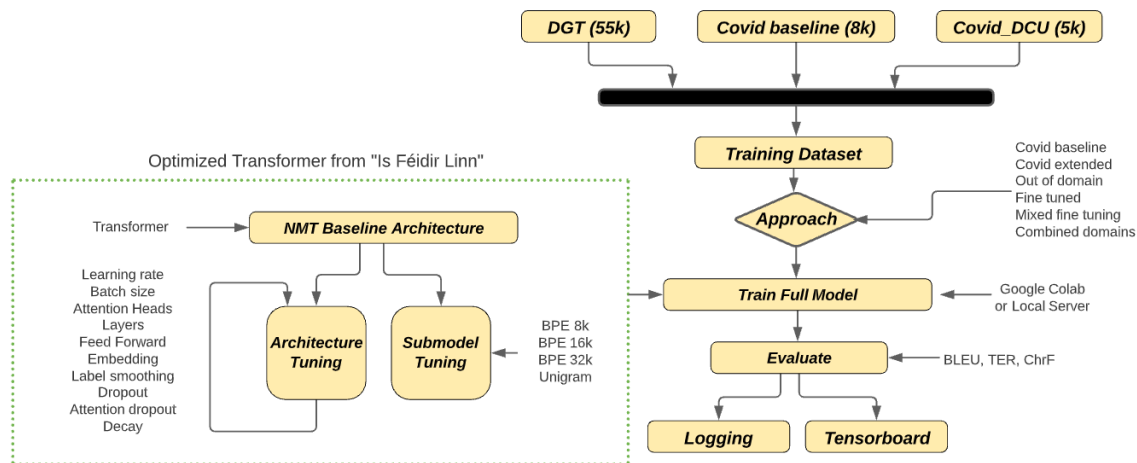 DGT (55k)
Covid baseline (8k)
Covid_DCU (5k)
Training Dataset
Approach
Covid baseline
Covid extended
Out of domain
Fine tuned
Mixed fine tuning
Combined domains
Optimized Transformer from "Is Féidir Linn"
Transformer
NMT Baseline Architecture
Learning rate
Batch size
Attention Heads
Layers
Feed Forward
Embedding
Label smoothing
Dropout
Attention dropout
Decay
Architecture
Tuning
Submodel
Tuning
BPE 8k
BPE 16k
BPE 32k
Unigram
Train Full Model
Google Colab
or Local Server
Evaluate
BLEU, TER, ChrF
Logging
Tensorboard